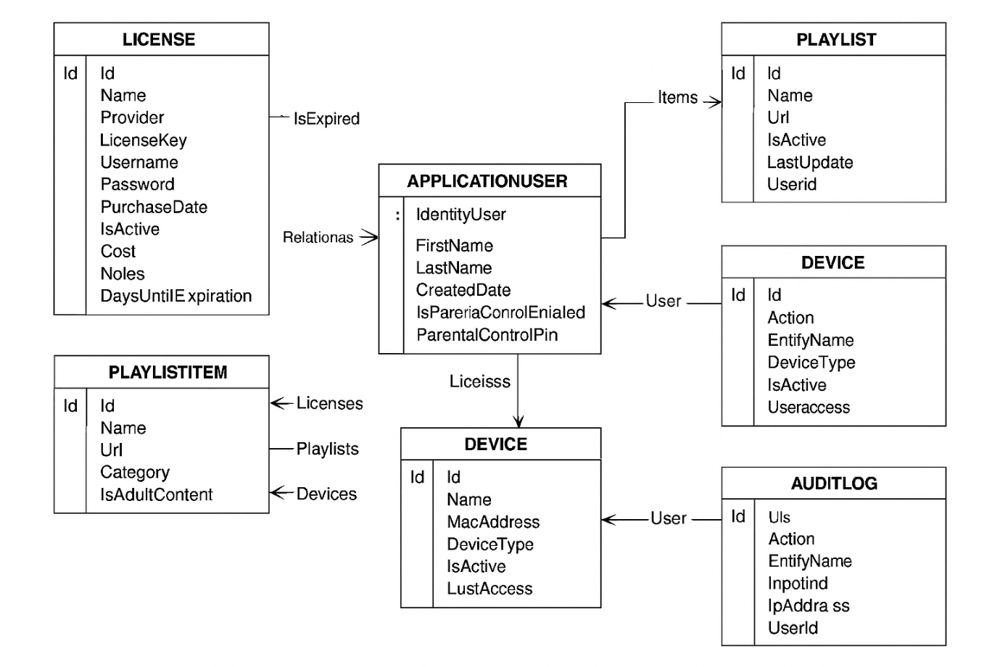 LICENSE
Id Id
Name
Provider
LicenseKey
Username
Password
PurchaseDate
IsActive
Cost
Noles
DaysUntilExpiration
IsExpired
Relationas
APPLICATIONUSER
: IdentityUser
FirstName
LastName
CreatedDate
IsPareriaConrolEnialed
ParentalControlPin
Items
PLAYLIST
Id Id
Name
Url
IsActive
LastUpdate
Userid
User
DEVICE
Id Id
Action
EntifyName
DeviceType
IsActive
Useraccess
PLAYLISTITEM
Id Id
Name
Url
Category
IsAdultContent
Licenses
Playlists
Devices
Liceisss
DEVICE
Id Id
Name
MacAddress
DeviceType
IsActive
LustAccess
User
AUDITLOG
Id Uls
Action
EntifyName
Inpotind
IpAddra ss
UserId